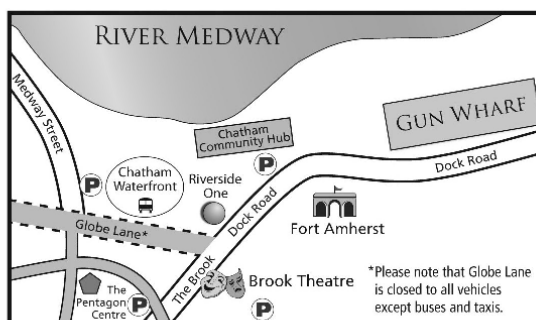 RIVER MEDWAY
Medway Street
GUN WHARF
Chatham
Community Hub
P
Dock Road
P
Chatham
Waterfront
Riverside
One
Dock Road
Fort Amherst
Globe Lane*
The Brook
Brook Theatre
The
Pentagon
Centre
P
P
*Please note that Globe Lane
is closed to all vehicles
except buses and taxis.